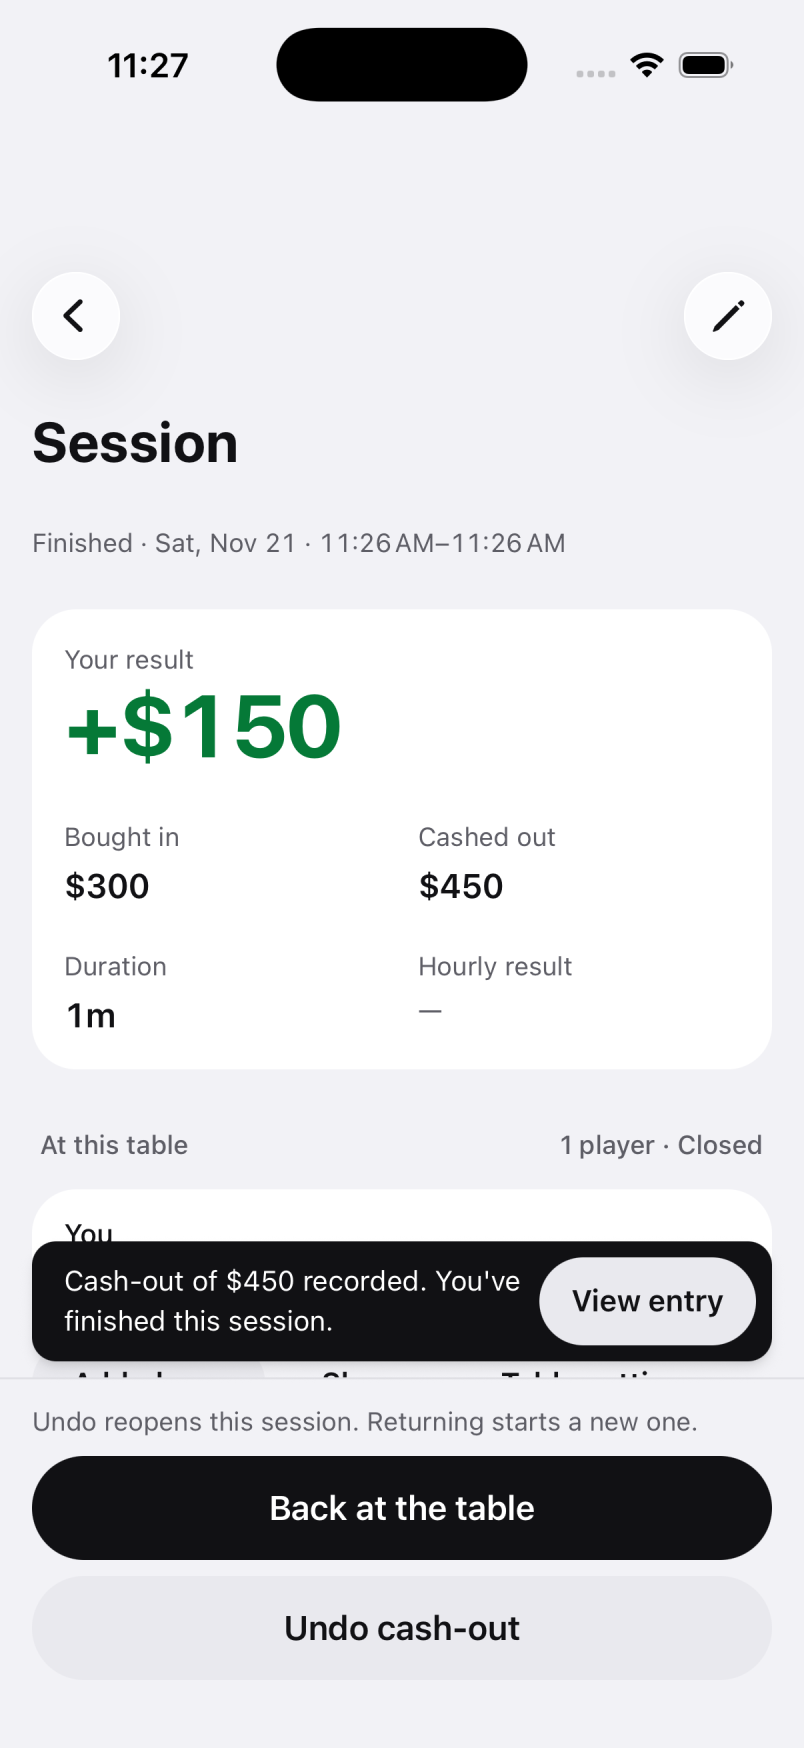 11:27
Session
Finished · Sat, Nov 21 · 11:26 AM–11:26 AM
Your result
+$150
Bought in
Cashed out
$300
$450
Duration
Hourly result
1m
—
At this table
1 player · Closed
You
Cash-out of $450 recorded. You've
finished this session.
View entry
Undo reopens this session. Returning starts a new one.
Back at the table
Undo cash-out